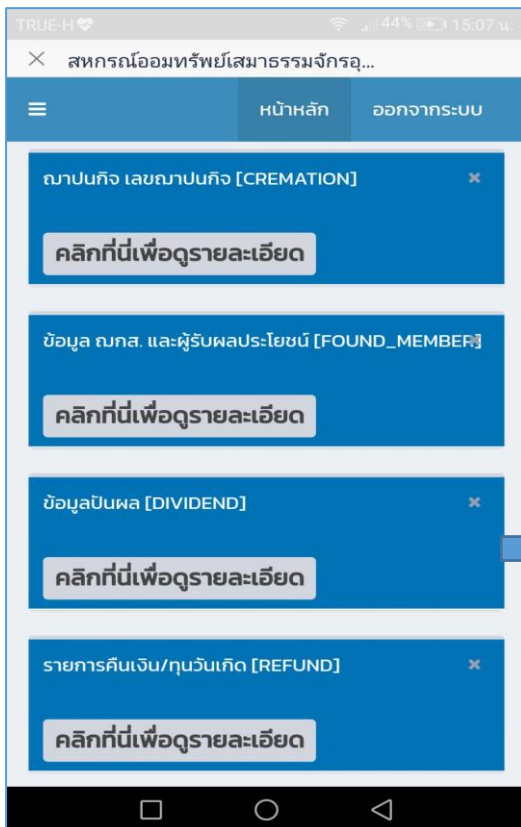 TRUE-H 44% 15:07 น.
สหกรณ์ออมทรัพย์เสมาธรรมจักรอุ...
หน้าหลัก ออกจากระบบ
ฌาปนกิจ เลขฌาปนกิจ [CREMATION]
คลิกที่นี่เพื่อดูรายละเอียด
ข้อมูล ฌกส. และผู้รับผลประโยชน์ [FOUND_MEMBER]
คลิกที่นี่เพื่อดูรายละเอียด
ข้อมูลปันผล [DIVIDEND]
คลิกที่นี่เพื่อดูรายละเอียด
รายการคืนเงิน/ทุนวันเกิด [REFUND]
คลิกที่นี่เพื่อดูรายละเอียด